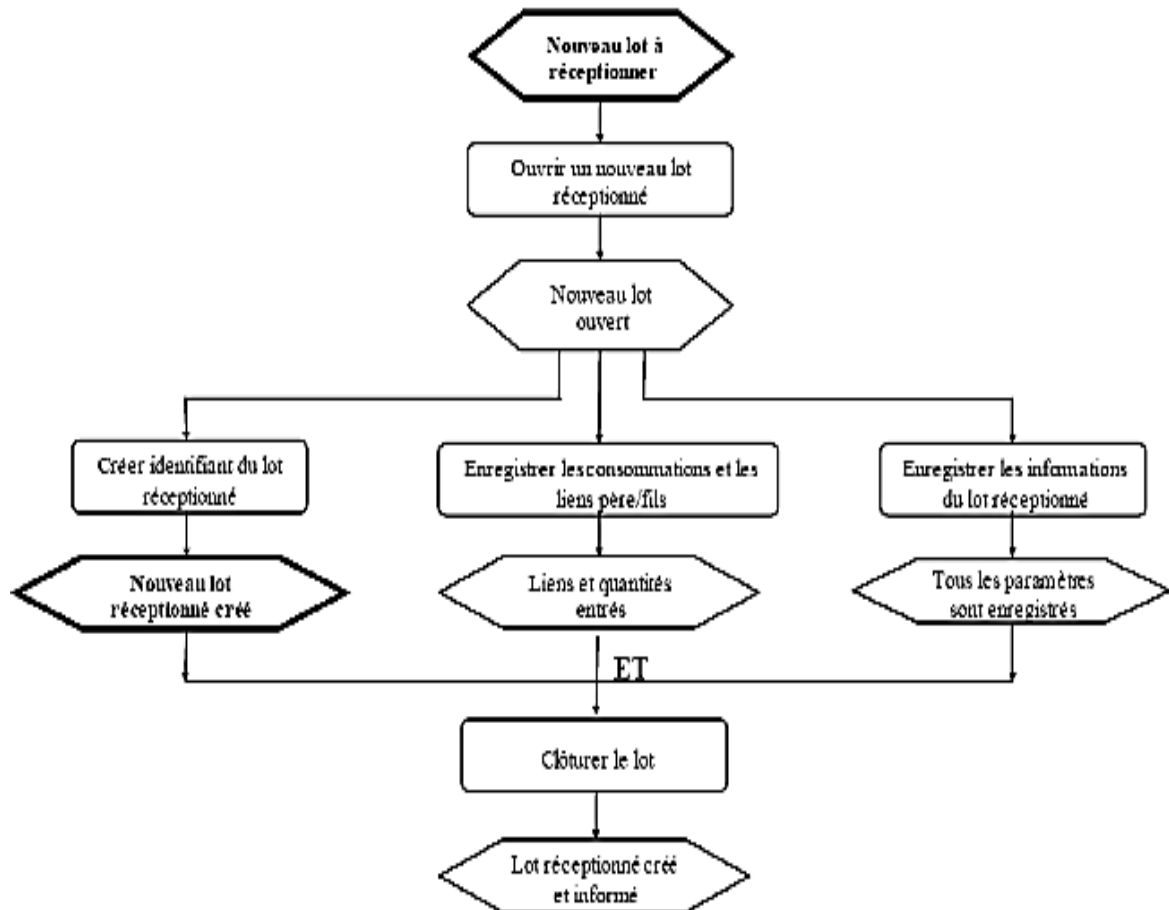 Nouveau lot à
réceptionner
Ouvrir un nouveau lot
réceptionné
Nouveau lot
ouvert
Créer identifiant du lot
réceptionné
Enregistrer les consommations et les
liens père/fils
Enregistrer les informations
du lot réceptionné
Nouveau lot
réceptionné créé
Liens et quantités
entrés
Tous les paramètres
sont enregistrés
ET
Clôturer le lot
Lot réceptionné créé
et informé